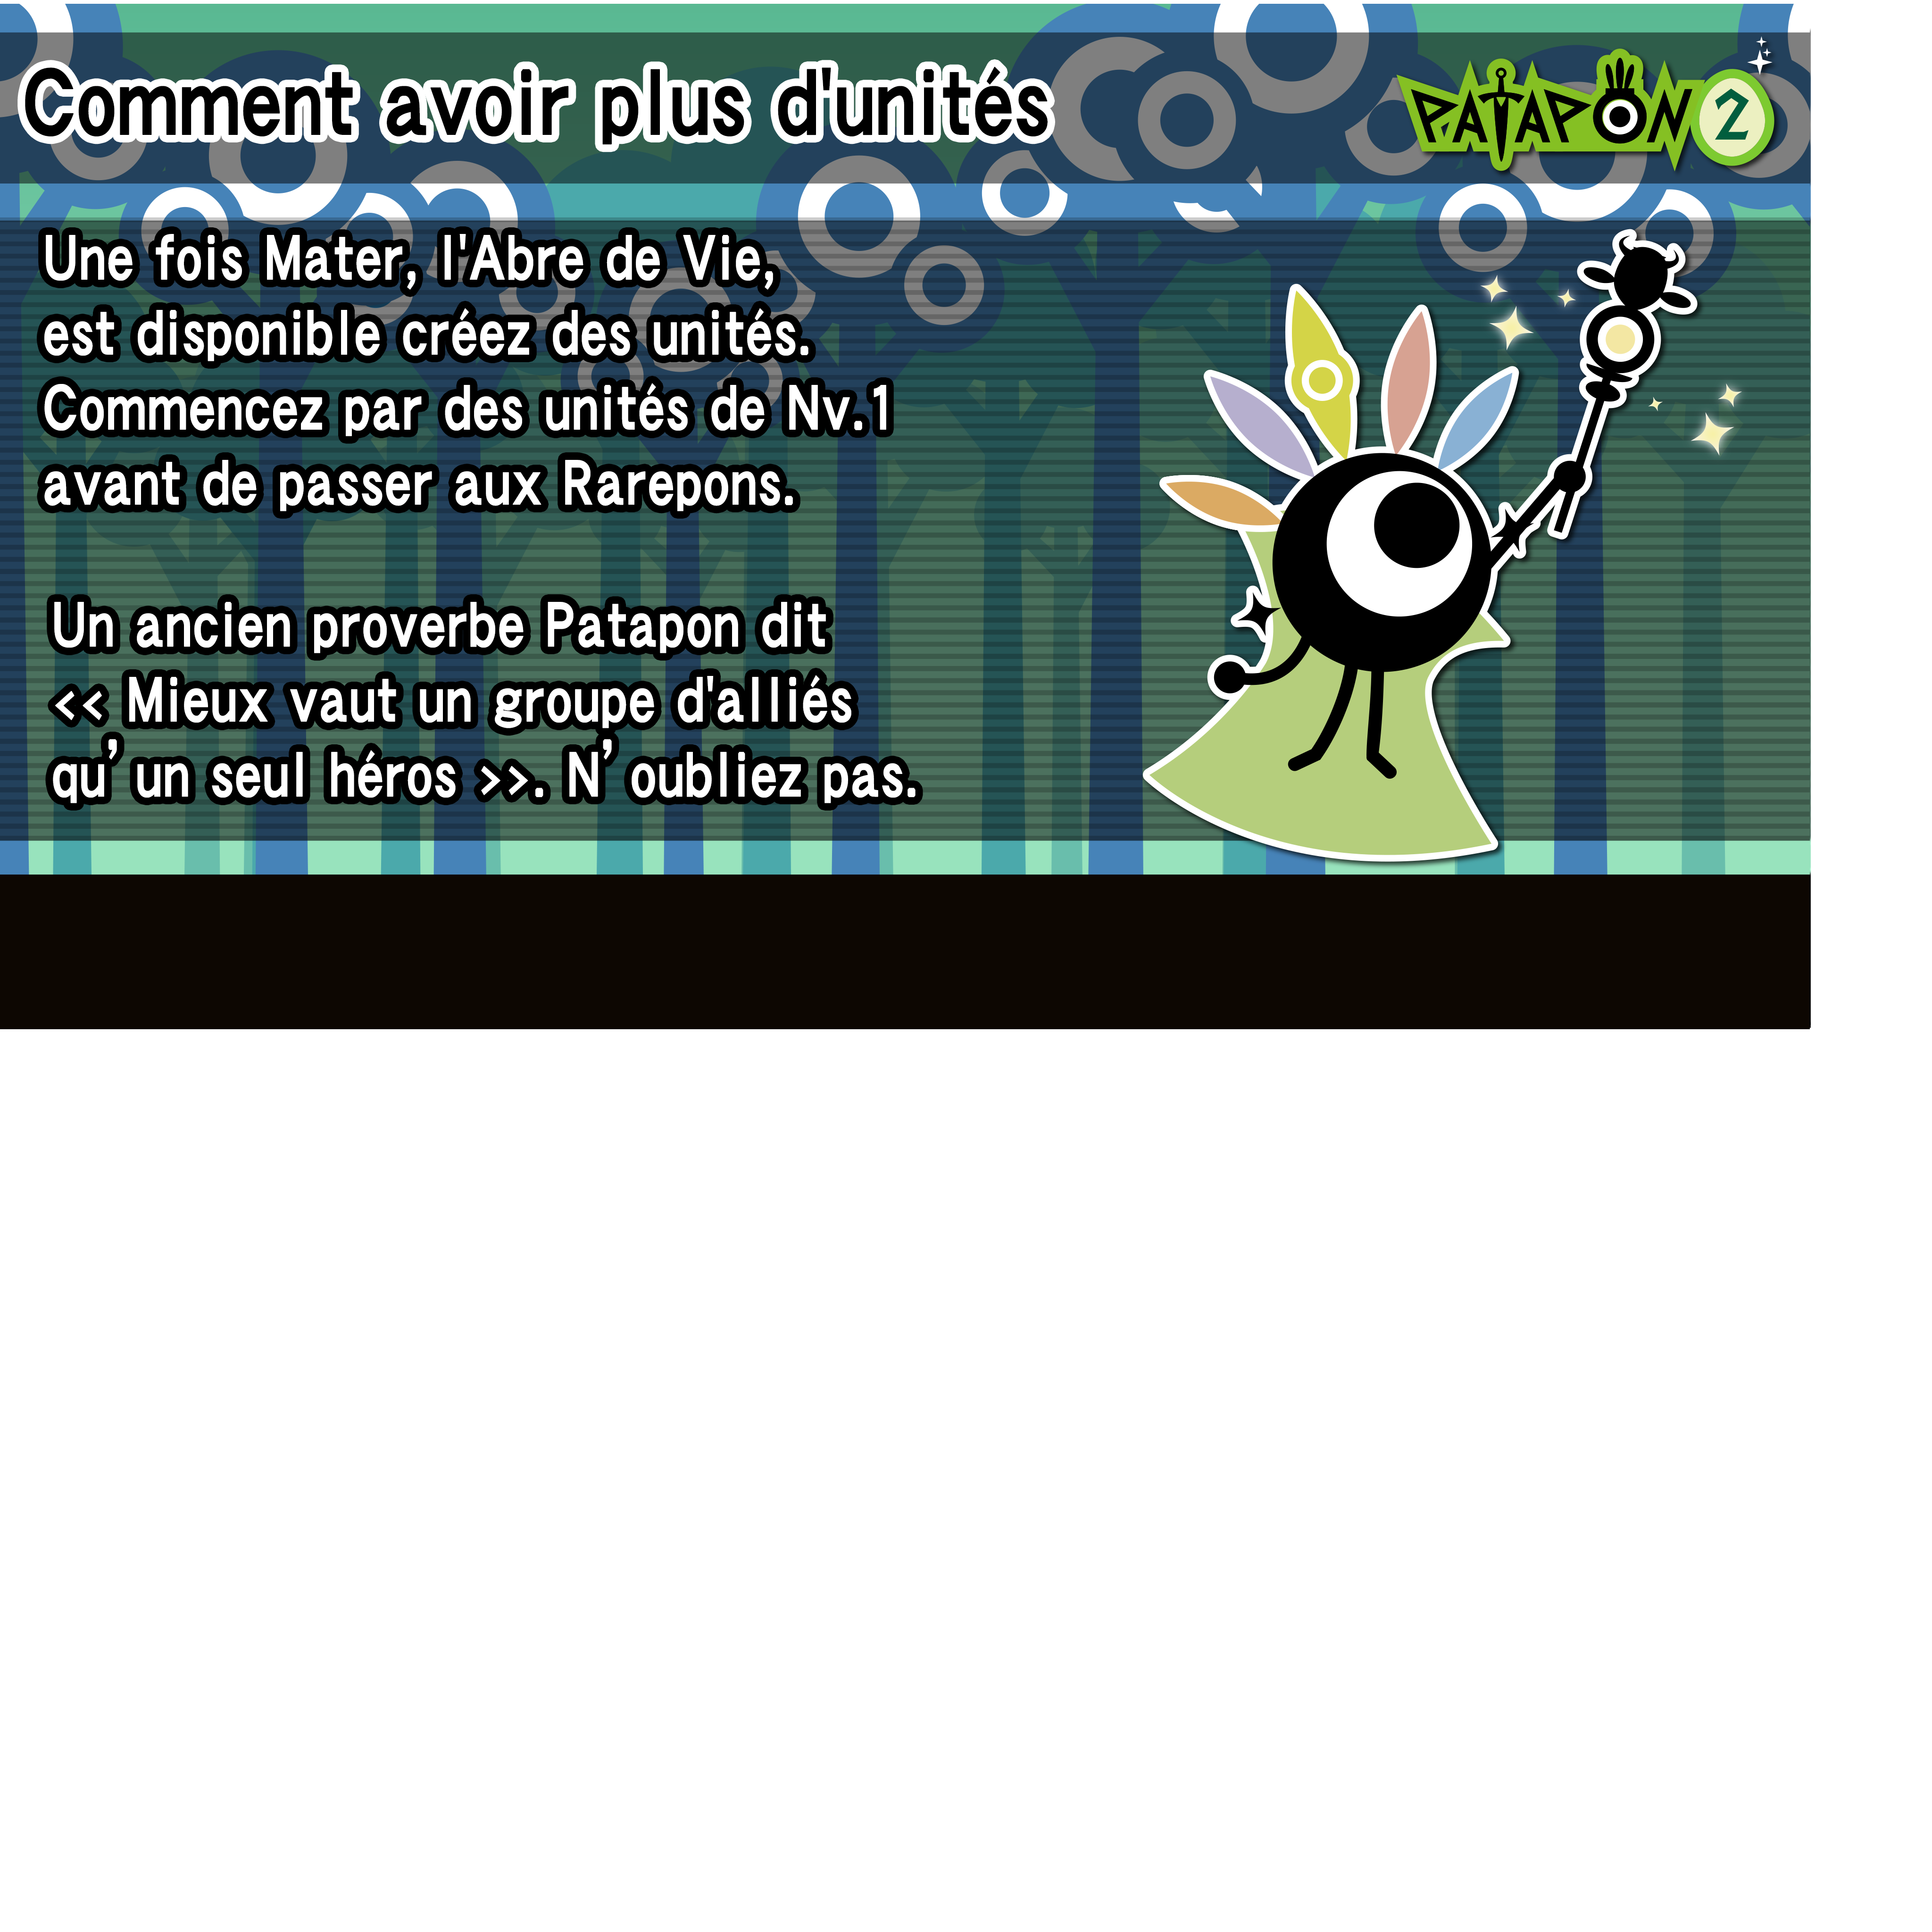 Comment avoir plus d'unités
PATAPON 2
Une fois Mater, l'Abre de Vie,
est disponible créez des unités.
Commencez par des unités de Nv.1
avant de passer aux Rarepons.
Un ancien proverbe Patapon dit
« Mieux vaut un groupe d'alliés
qu’un seul héros ». N’oubliez pas.